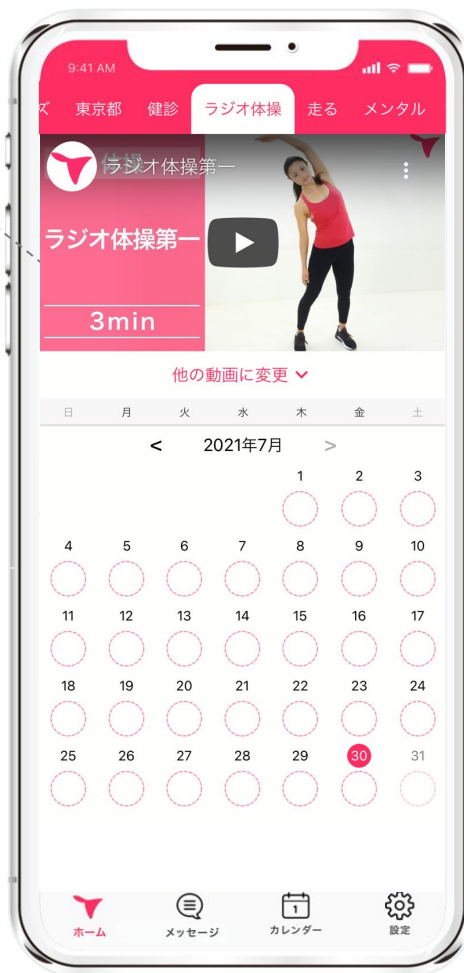 9:41 AM
ズ 東京都 健診 ラジオ体操 走る メンタル
体操
ラジオ体操第一
ラジオ体操第一
3min
他の動画に変更
日 月 火 水 木 金 土
< 2021年7月 >
1 2 3
4 5 6 7 8 9 10
11 12 13 14 15 16 17
18 19 20 21 22 23 24
25 26 27 28 29 30 31
1
ホーム メッセージ カレンダー 設定